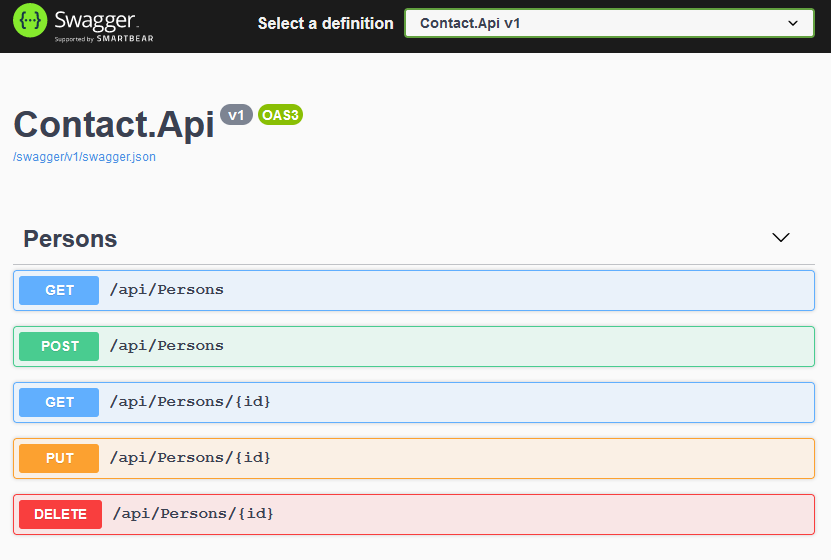 {··} Swagger.
Supported by SMARTBEAR
Select a definition
Contact.Api v1
Contact.Api v1 OAS3
/swagger/v1/swagger.json
Persons
GET /api/Persons
POST /api/Persons
GET /api/Persons/{id}
PUT /api/Persons/{id}
DELETE /api/Persons/{id}